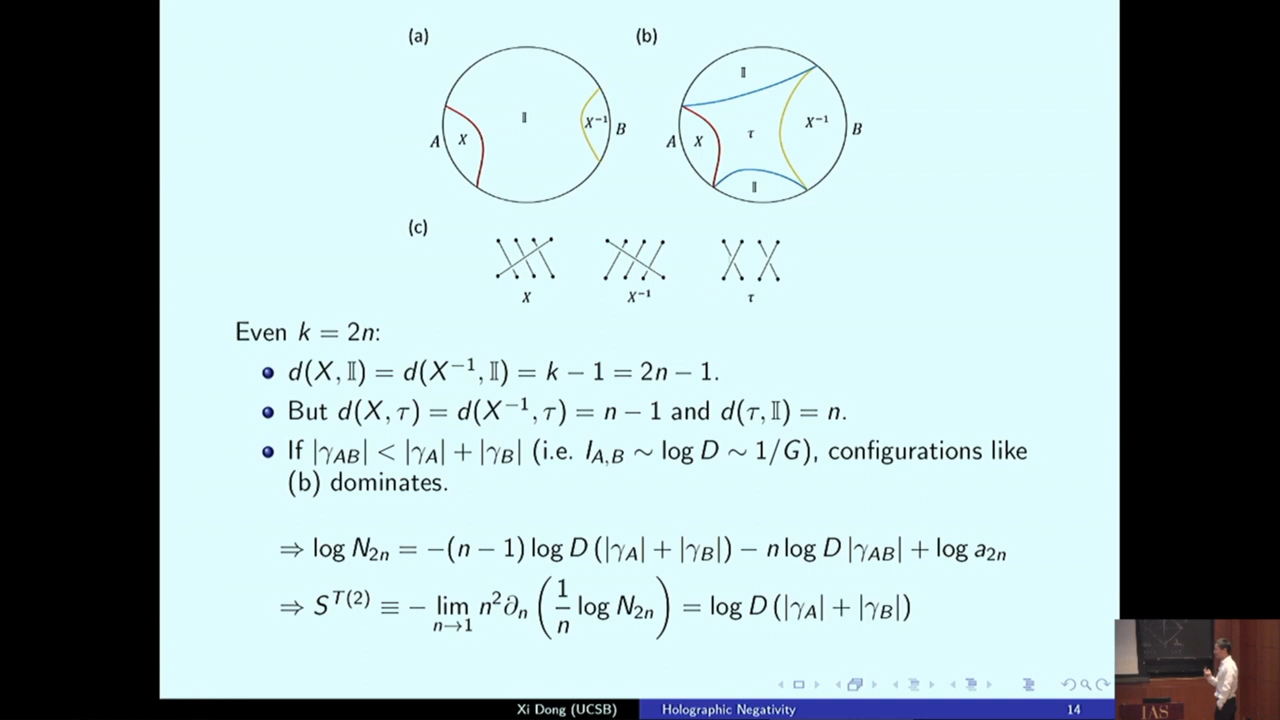 (a) (b)
𝕀 𝕀
X⁻¹ X⁻¹
A X B A X τ B
𝕀
(c)
X X⁻¹ τ
Even k = 2n:
d(X, 𝕀) = d(X⁻¹, 𝕀) = k − 1 = 2n − 1.
But d(X, τ) = d(X⁻¹, τ) = n − 1 and d(τ, 𝕀) = n.
If |γ_AB| < |γ_A| + |γ_B| (i.e. I_A,B ∼ log D ∼ 1/G), configurations like
(b) dominates.
⇒ log N_2n = −(n − 1) log D (|γ_A| + |γ_B|) − n log D |γ_AB| + log a_2n
⇒ S^T(2) ≡ − lim_{n→1} n² ∂_n (1/n log N_2n) = log D (|γ_A| + |γ_B|)
Xi Dong (UCSB) Holographic Negativity 14
IAS